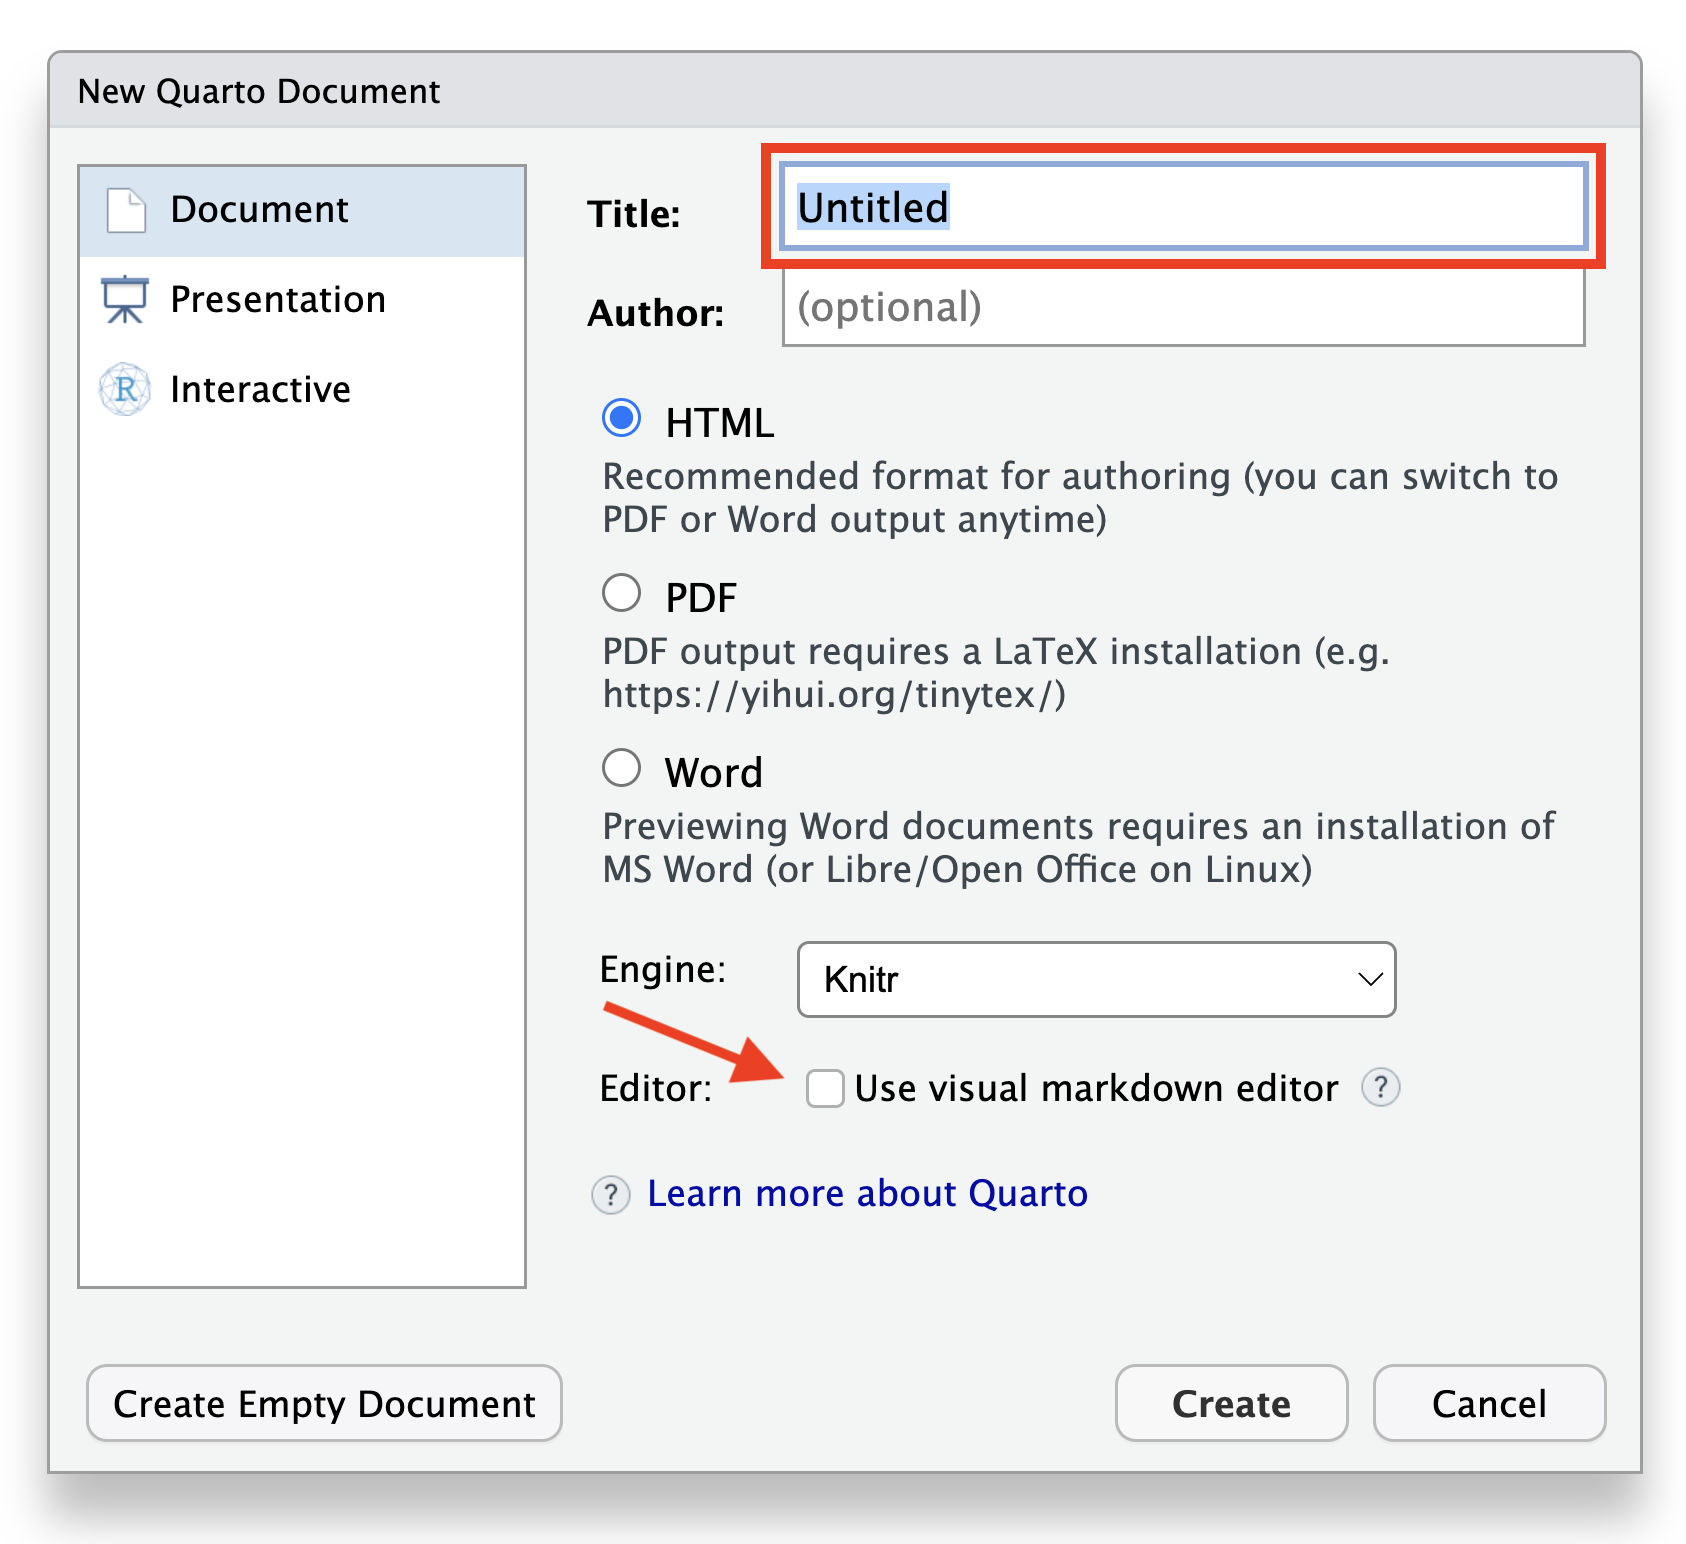 New Quarto Document
Document
Presentation
R Interactive
Title: Untitled
Author: (optional)
HTML
Recommended format for authoring (you can switch to
PDF or Word output anytime)
PDF
PDF output requires a LaTeX installation (e.g.
https://yihui.org/tinytex/)
Word
Previewing Word documents requires an installation of
MS Word (or Libre/Open Office on Linux)
Engine: Knitr
Editor: Use visual markdown editor ?
? Learn more about Quarto
Create Empty Document Create Cancel